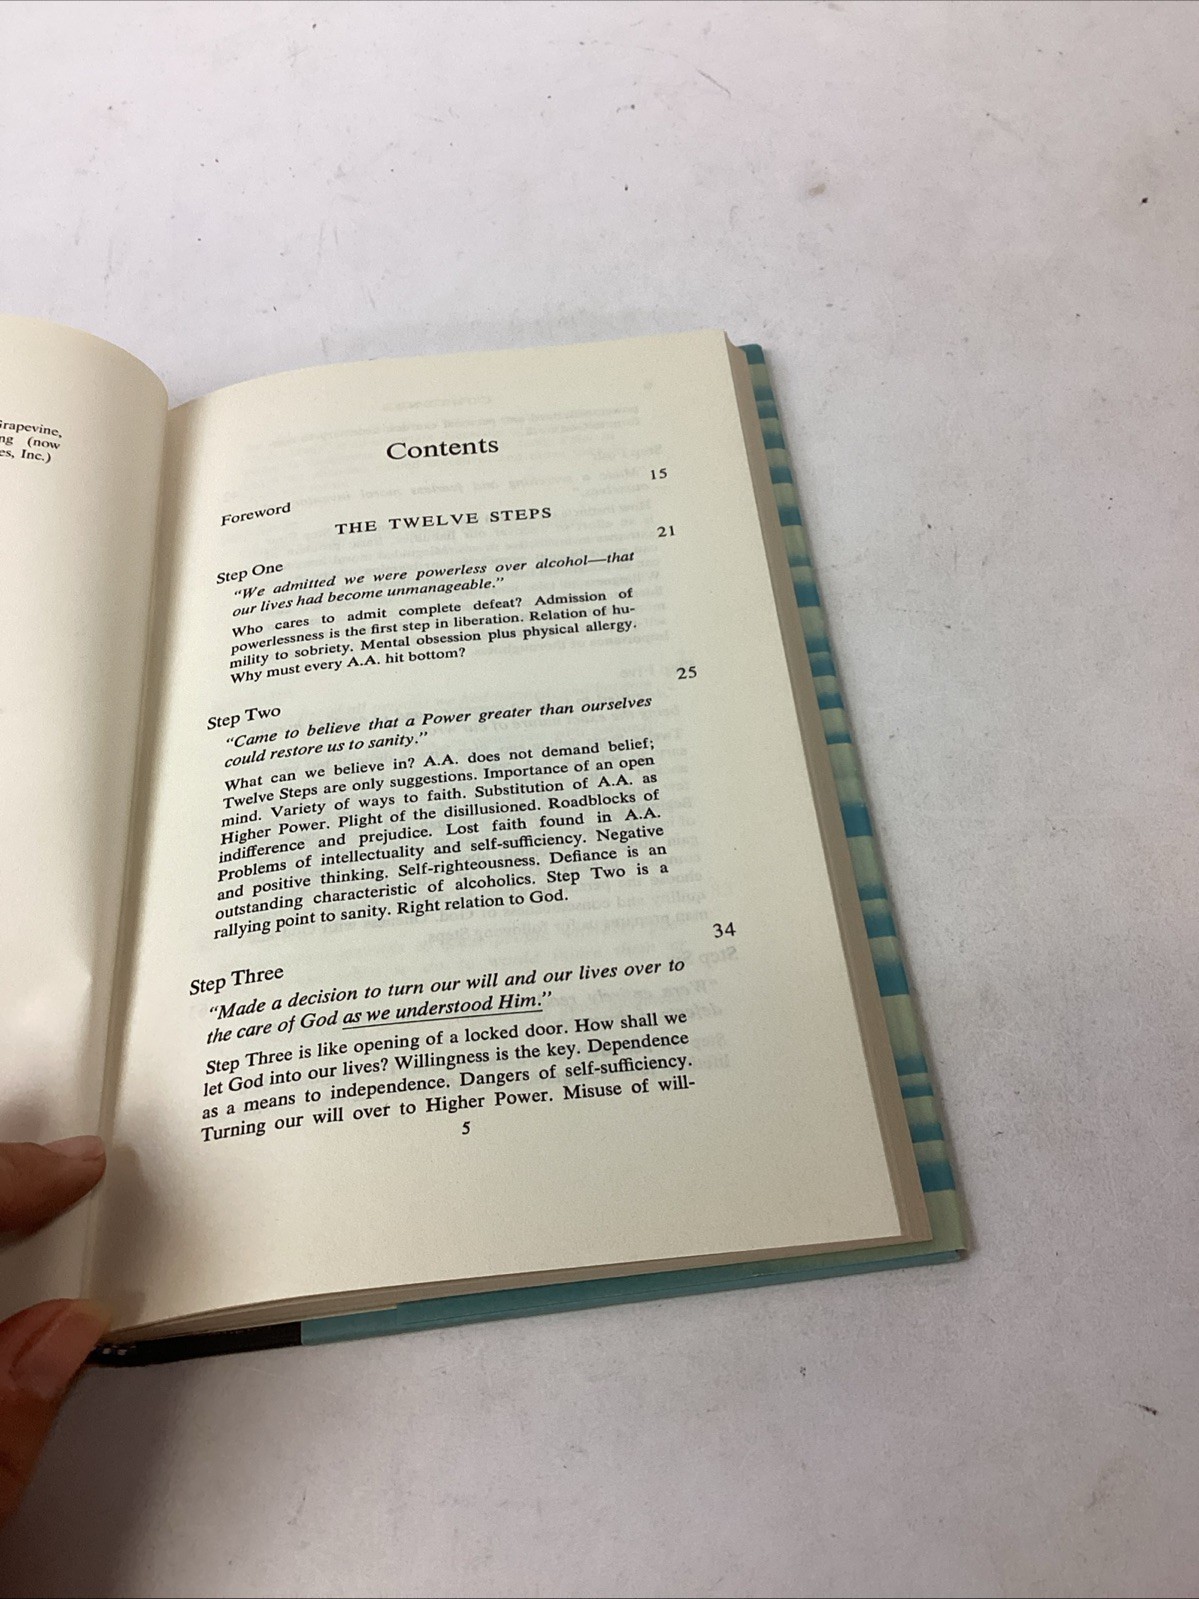 Grapevine,
(now
Inc.)
Contents
Foreword 15
THE TWELVE STEPS
Step One 21
"We admitted we were powerless over alcohol—that
our lives had become unmanageable."
Who cares to admit complete defeat? Admission of
powerlessness is the first step in liberation. Relation of hu-
mility to sobriety. Mental obsession plus physical allergy.
Why must every A.A. hit bottom?
Step Two 25
"Came to believe that a Power greater than ourselves
could restore us to sanity."
What can we believe in? A.A. does not demand belief;
Twelve Steps are only suggestions. Importance of an open
mind. Variety of ways to faith. Substitution of A.A. as
Higher Power. Plight of the disillusioned. Roadblocks of
indifference and prejudice. Lost faith found in A.A.
Problems of intellectuality and self-sufficiency. Negative
and positive thinking. Self-righteousness. Defiance is an
outstanding characteristic of alcoholics. Step Two is a
rallying point to sanity. Right relation to God.
Step Three 34
"Made a decision to turn our will and our lives over to
the care of God as we understood Him."
Step Three is like opening of a locked door. How shall we
let God into our lives? Willingness is the key. Dependence
as a means to independence. Dangers of self-sufficiency.
Turning our will over to Higher Power. Misuse of will-
5